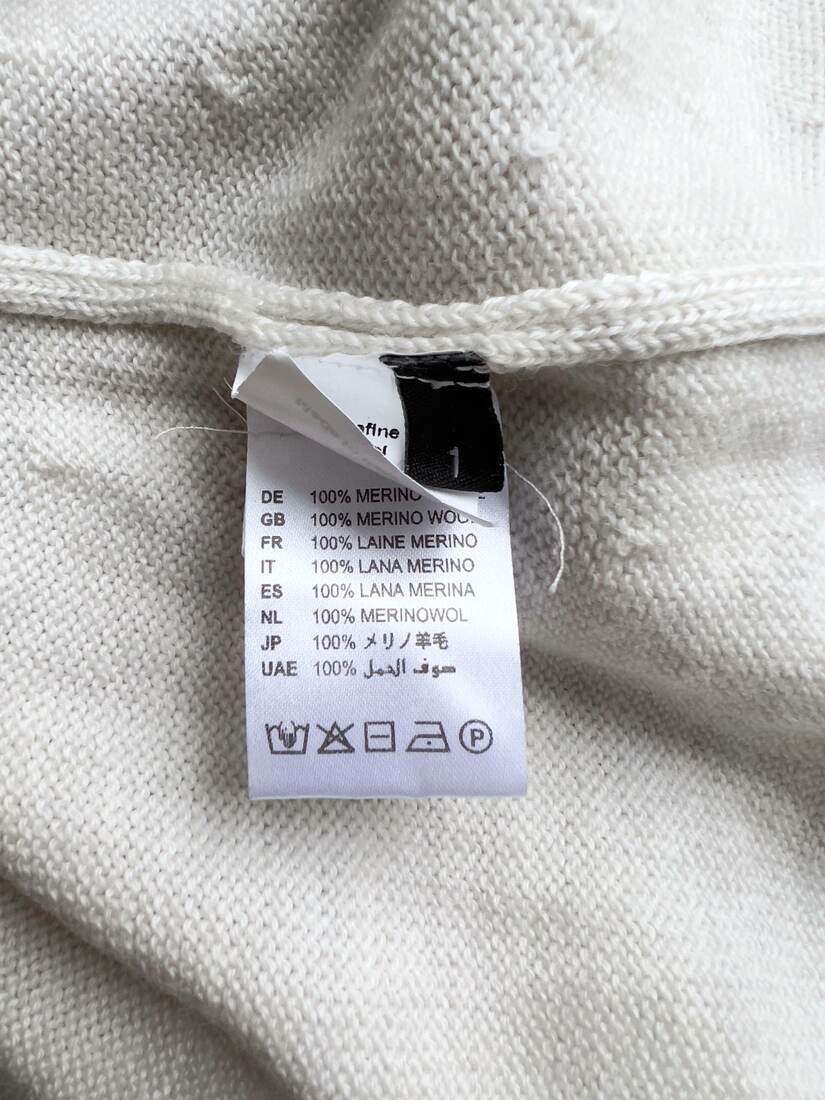 1
DE 100% MERINO
GB 100% MERINO WOOL
FR 100% LAINE MERINO
IT 100% LANA MERINO
ES 100% LANA MERINA
NL 100% MERINOWOL
JP 100% メリノ羊毛
UAE 100% صوف الحمل
P